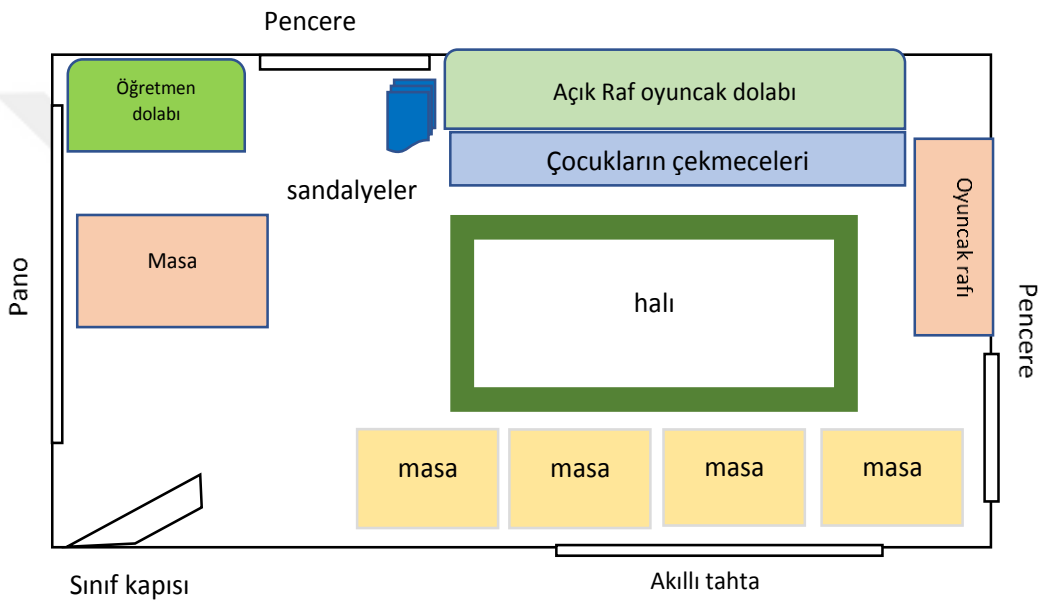 Pencere
Öğretmen
dolabı
Açık Raf oyuncak dolabı
Çocukların çekmeceleri
sandalyeler
Oyuncak rafı
Masa
Pano
halı
Pencere
masa
masa
masa
masa
Sınıf kapısı
Akıllı tahta